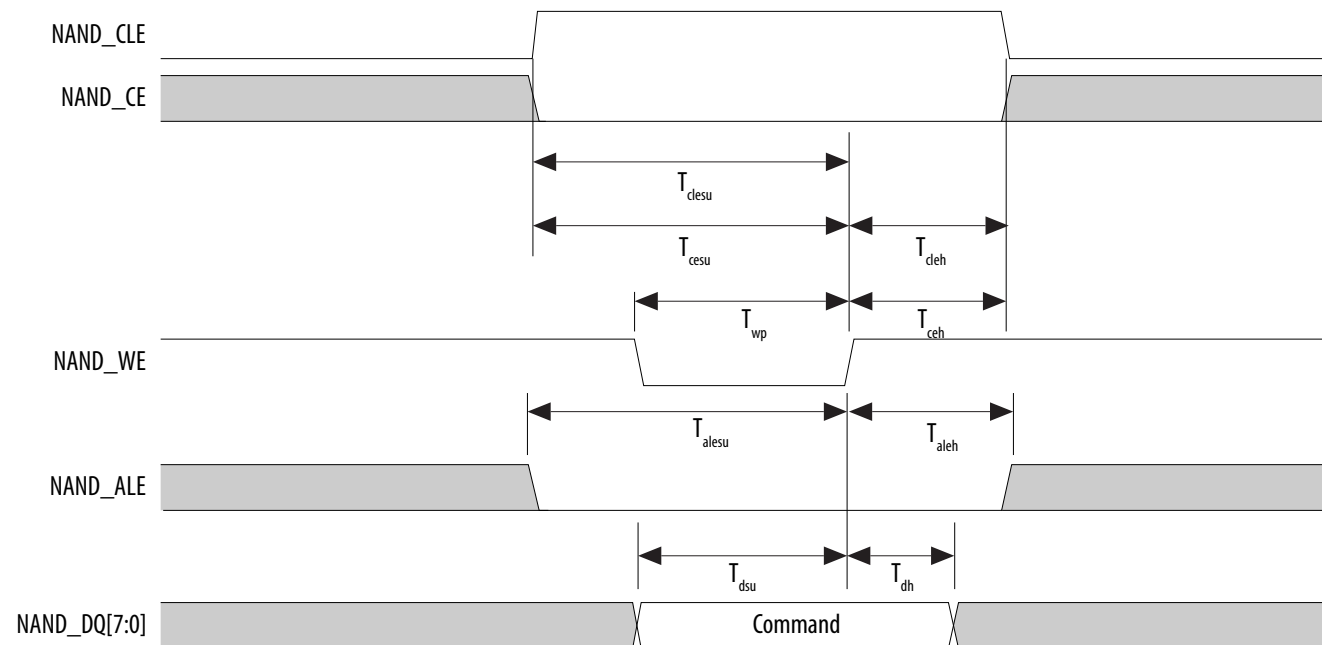 NAND_CLE
NAND_CE
T_clesu
T_cesu
T_cleh
T_wp
T_ceh
NAND_WE
T_alesu
T_aleh
NAND_ALE
T_dsu
T_dh
NAND_DQ[7:0]
Command